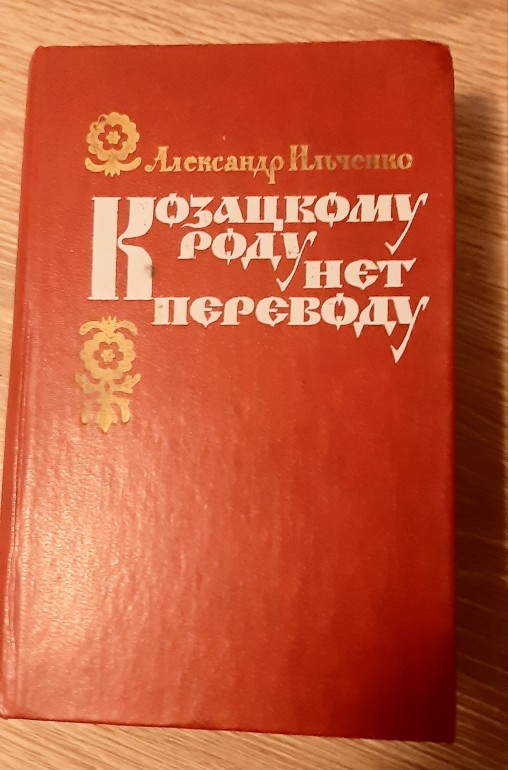 Александр Ильченко
Козацкому
роду
нет
переводу